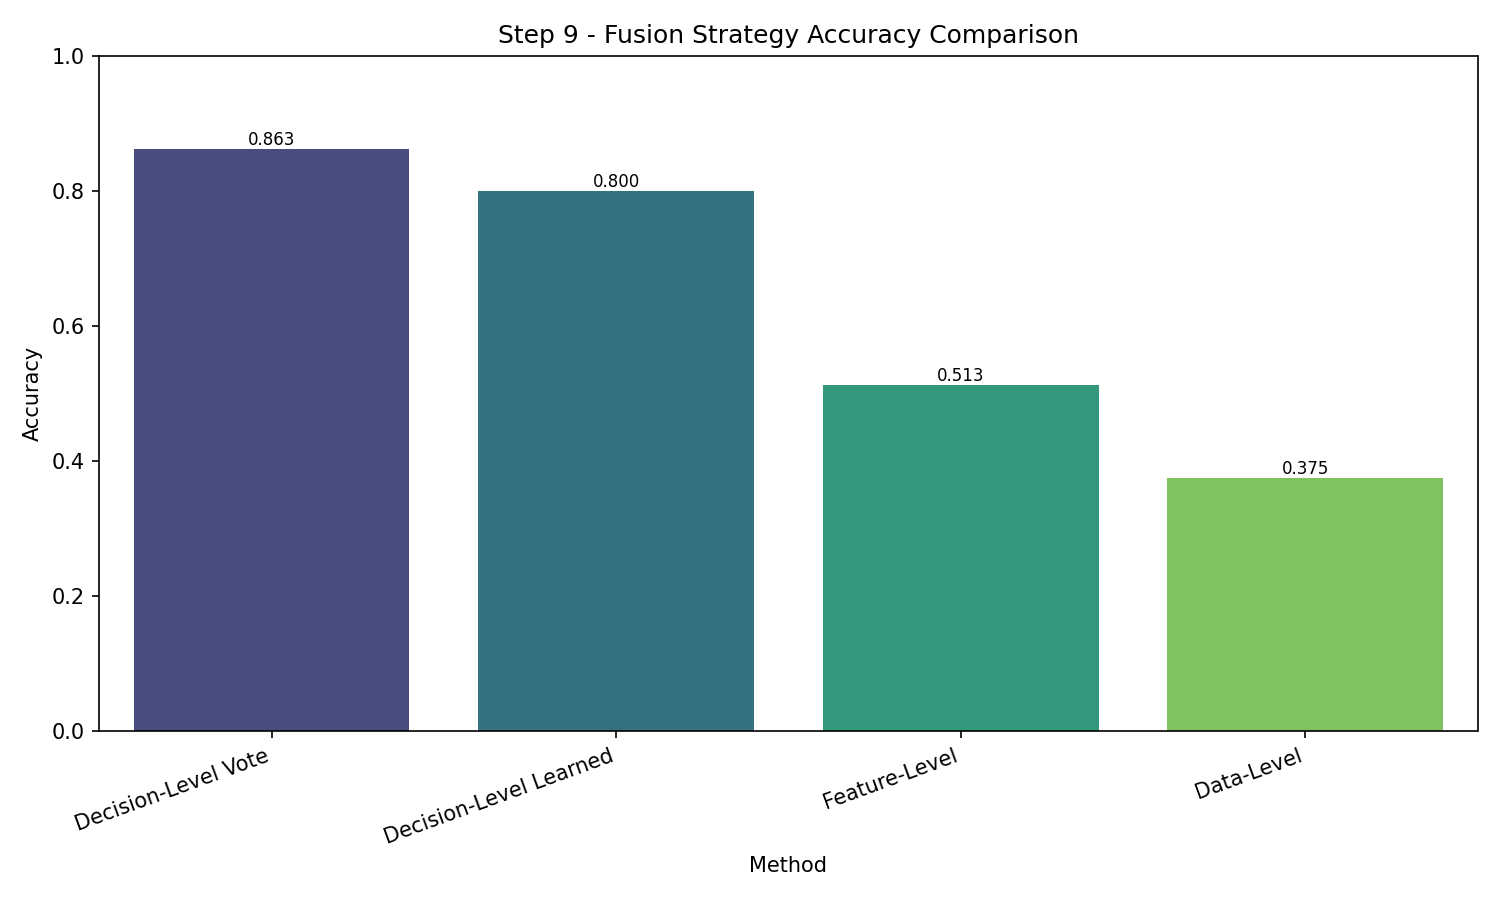 Step 9 - Fusion Strategy Accuracy Comparison
1.0
0.8
0.6
0.4
0.2
0.0
Accuracy
0.863
0.800
0.513
0.375
Decision-Level Vote
Decision-Level Learned
Feature-Level
Data-Level
Method